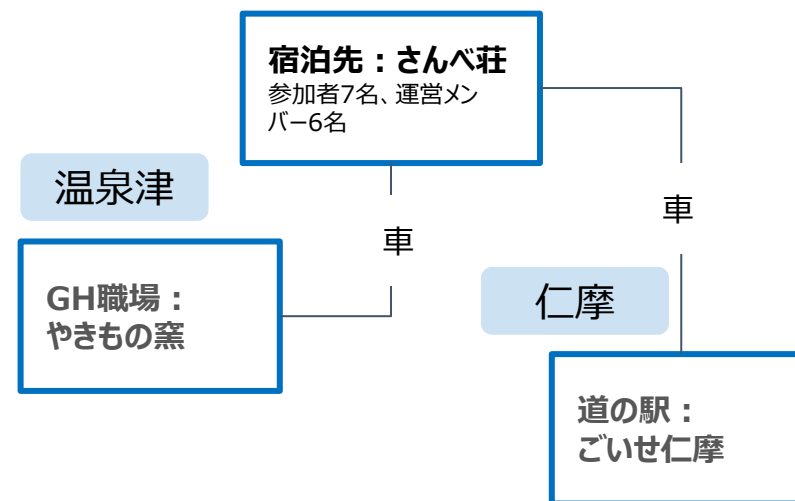 宿泊先：さんべ荘
参加者7名、運営メン
バー6名
温泉津
車
車
GH職場：
やきもの窯
仁摩
道の駅：
ごいせ仁摩